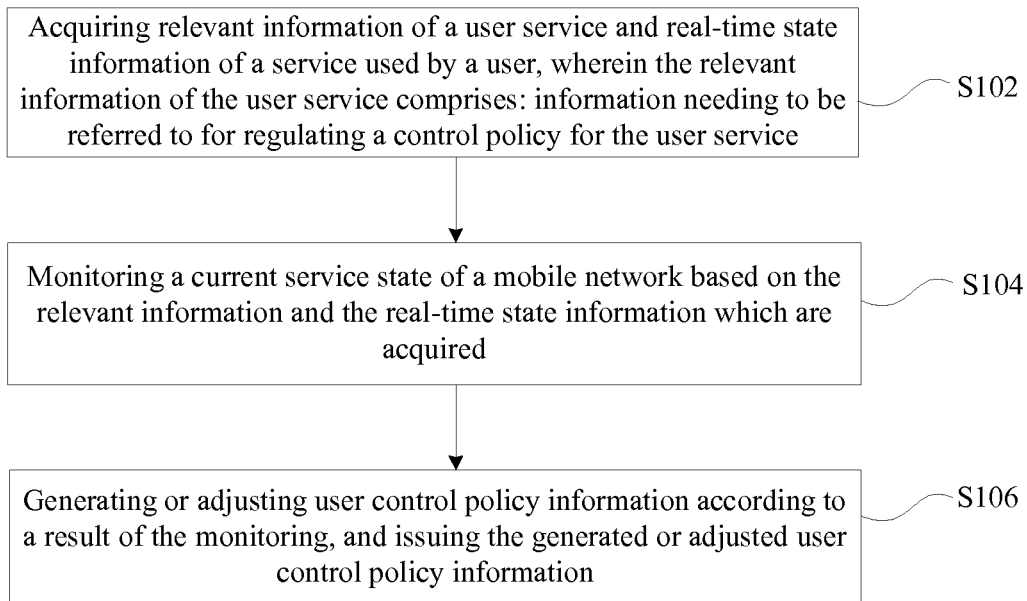 Acquiring relevant information of a user service and real-time state
information of a service used by a user, wherein the relevant
information of the user service comprises: information needing to be
referred to for regulating a control policy for the user service
S102
Monitoring a current service state of a mobile network based on the
relevant information and the real-time state information which are
acquired
S104
Generating or adjusting user control policy information according to
a result of the monitoring, and issuing the generated or adjusted user
control policy information
S106